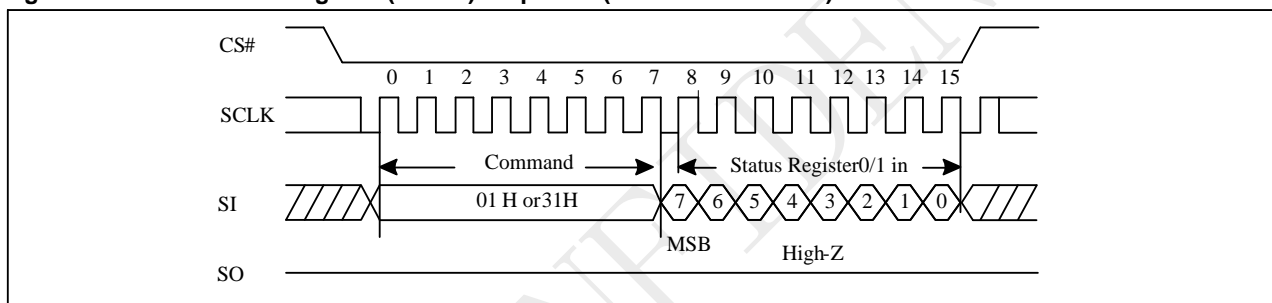 CS#
0 1 2 3 4 5 6 7 8 9 10 11 12 13 14 15
SCLK
Command Status Register0/1 in
SI 01 H or31H 7 6 5 4 3 2 1 0
MSB High-Z
SO